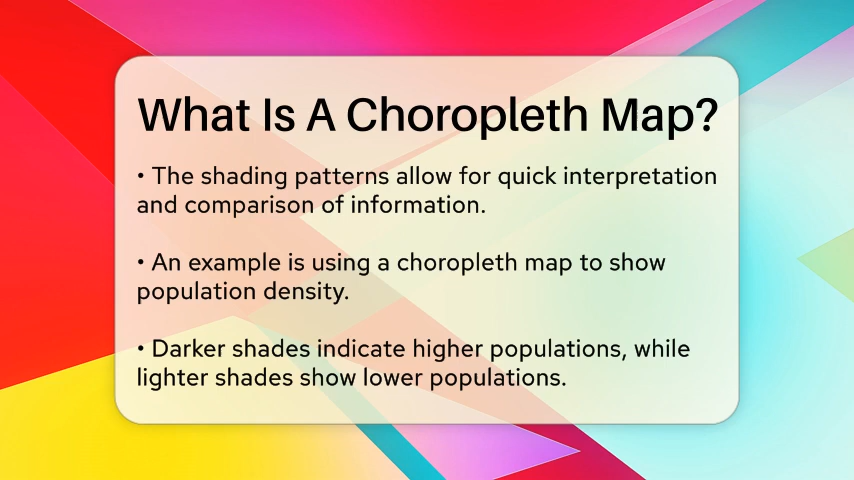 What Is A Choropleth Map?
• The shading patterns allow for quick interpretation
and comparison of information.
• An example is using a choropleth map to show
population density.
• Darker shades indicate higher populations, while
lighter shades show lower populations.